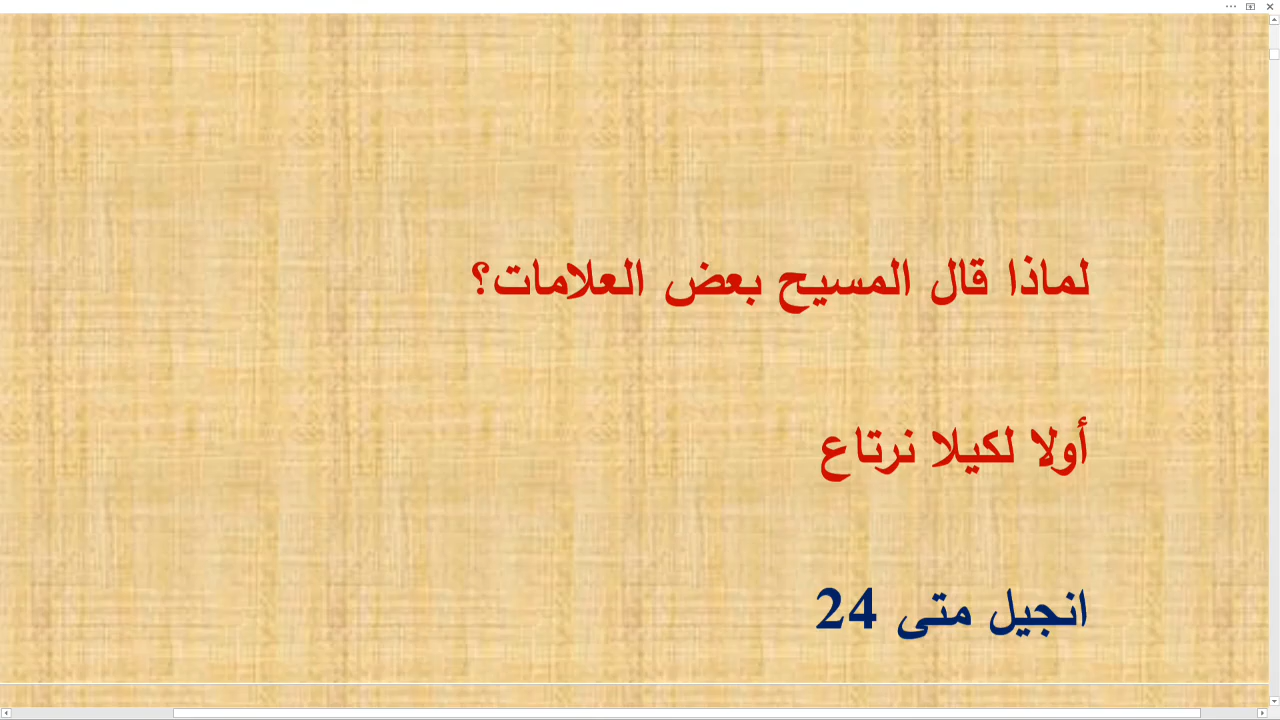 لماذا قال المسيح بعض العلامات؟
أولا لكيلا نرتاع
انجيل متى 24